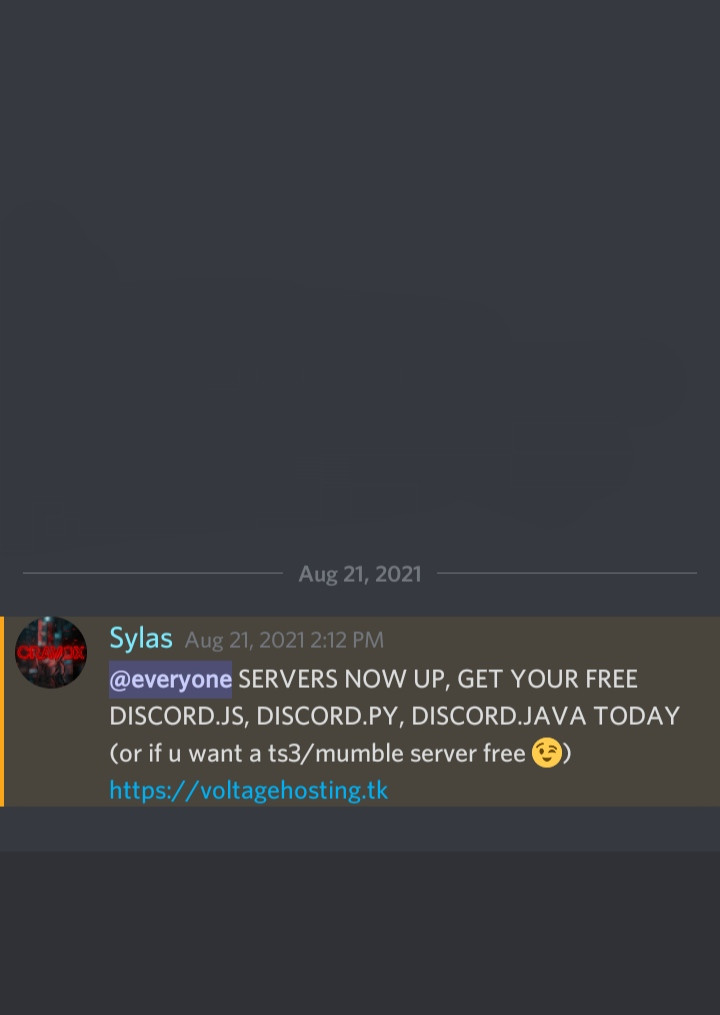 Aug 21, 2021
Sylas Aug 21, 2021 2:12 PM
@everyone SERVERS NOW UP, GET YOUR FREE
DISCORD.JS, DISCORD.PY, DISCORD.JAVA TODAY
(or if u want a ts3/mumble server free 😉)
https://voltagehosting.tk